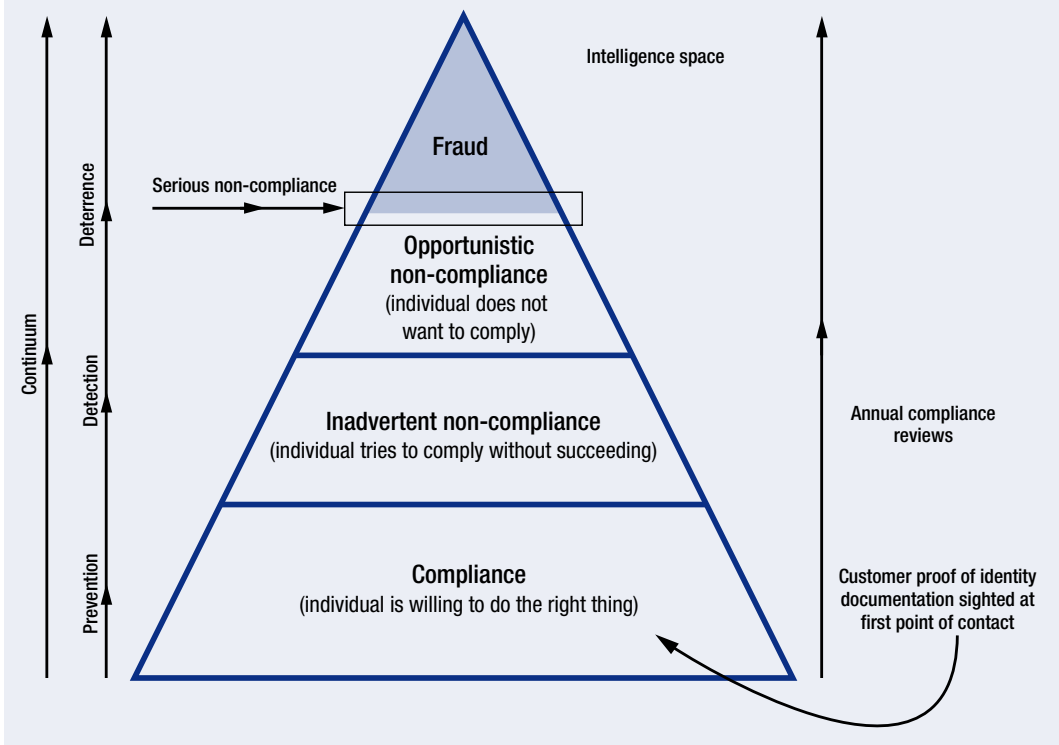 Intelligence space
Fraud
Serious non-compliance
Deterrence
Opportunistic
non-compliance
(individual does not
want to comply)
Continuum
Detection
Inadvertent non-compliance
(individual tries to comply without succeeding)
Annual compliance
reviews
Prevention
Compliance
(individual is willing to do the right thing)
Customer proof of identity
documentation sighted at
first point of contact